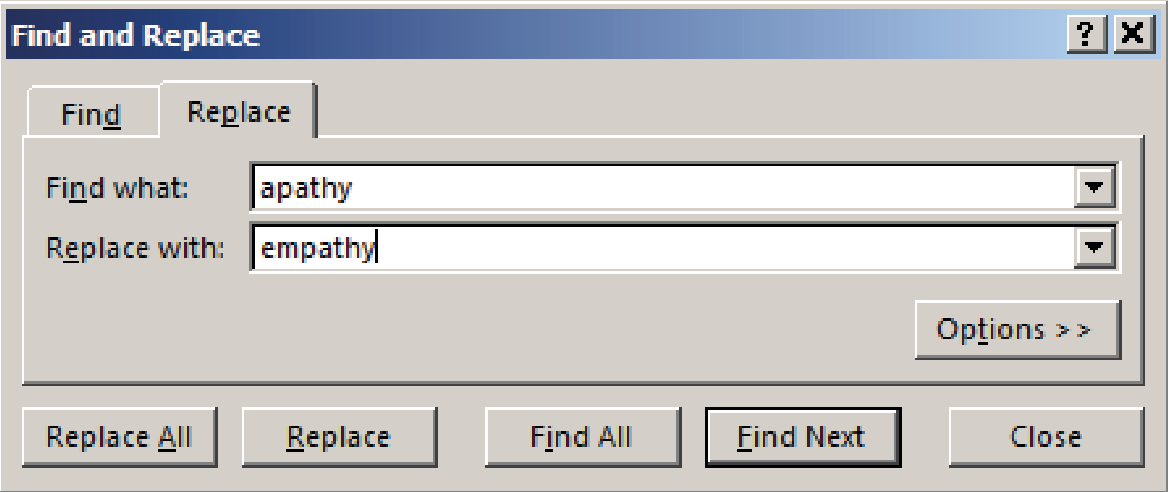 Find and Replace ? X
Find Replace
Find what: apathy
Replace with: empathy
Options >>
Replace All Replace Find All Find Next Close